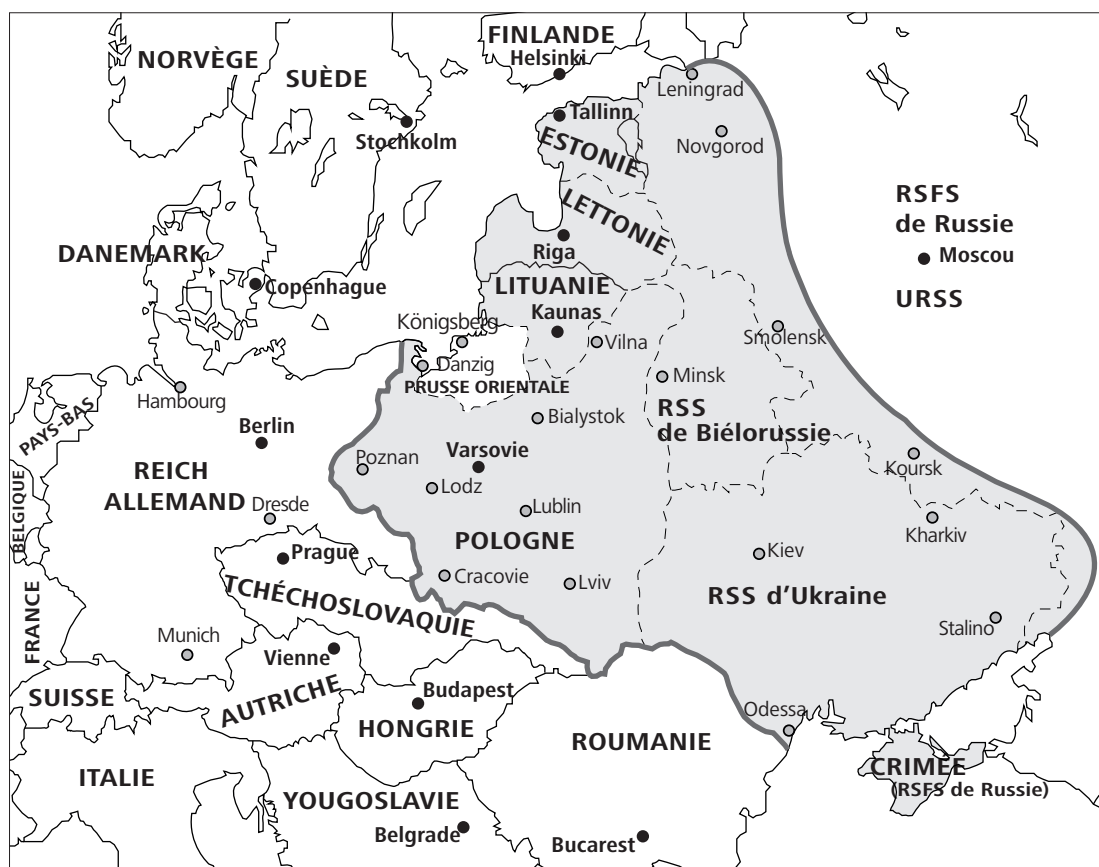 NORVÈGE
SUÈDE
FINLANDE
Helsinki
Leningrad
Tallinn
Stochkolm
ESTONIE
Novgorod
LETTONIE
RSFS
de Russie
Moscou
URSS
DANEMARK
Copenhague
Riga
LITUANIE
Kaunas
Königsberg
Vilna
Smolensk
Danzig
PRUSSE ORIENTALE
Minsk
Hambourg
PAYS-BAS
Berlin
Bialystok
RSS
de Biélorussie
Poznan
Varsovie
Koursk
REICH
ALLEMAND
Lodz
BELGIQUE
Dresde
Lublin
Kharkiv
POLOGNE
Prague
Kiev
Cracovie
Lviv
RSS d'Ukraine
TCHÉCHOSLOVAQUIE
FRANCE
Munich
Stalino
Vienne
SUISSE
AUTRICHE
Budapest
HONGRIE
Odessa
ROUMANIE
ITALIE
CRIMÉE
(RSFS de Russie)
YOUGOSLAVIE
Belgrade
Bucarest